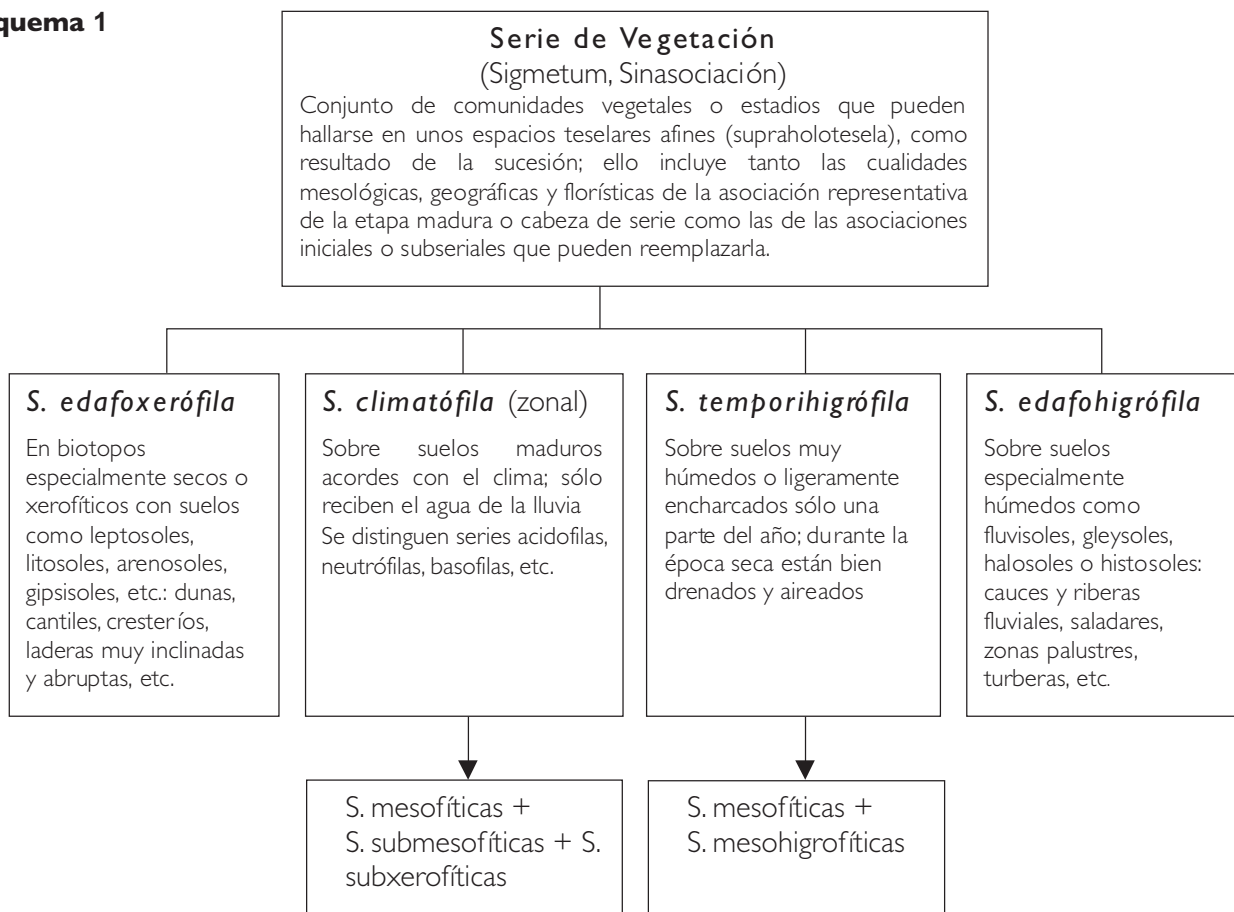 quema 1
Serie de Vegetación
(Sigmetum, Sinasociación)
Conjunto de comunidades vegetales o estadios que pueden
hallarse en unos espacios teselares afines (supraholotesela), como
resultado de la sucesión; ello incluye tanto las cualidades
mesológicas, geográficas y florísticas de la asociación representativa
de la etapa madura o cabeza de serie como las de las asociaciones
iniciales o subseriales que pueden reemplazarla.
S. edafoxerófila
En biotopos
especialmente secos o
xerofíticos con suelos
como leptosoles,
litosoles, arenosoles,
gipsisoles, etc.: dunas,
cantiles, cresteríos,
laderas muy inclinadas
y abruptas, etc.
S. climatófila (zonal)
Sobre suelos maduros
acordes con el clima; sólo
reciben el agua de la lluvia
Se distinguen series acidofilas,
neutrófilas, basofilas, etc.
S. temporihigrófila
Sobre suelos muy
húmedos o ligeramente
encharcados sólo una
parte del año; durante la
época seca están bien
drenados y aireados
S. edafohigrófila
Sobre suelos
especialmente
húmedos como
fluvisoles, gleysoles,
halosoles o histosoles:
cauces y riberas
fluviales, saladares,
zonas palustres,
turberas, etc.
S. mesofíticas +
S. submesofíticas + S.
subxerofíticas
S. mesofíticas +
S. mesohigrofíticas